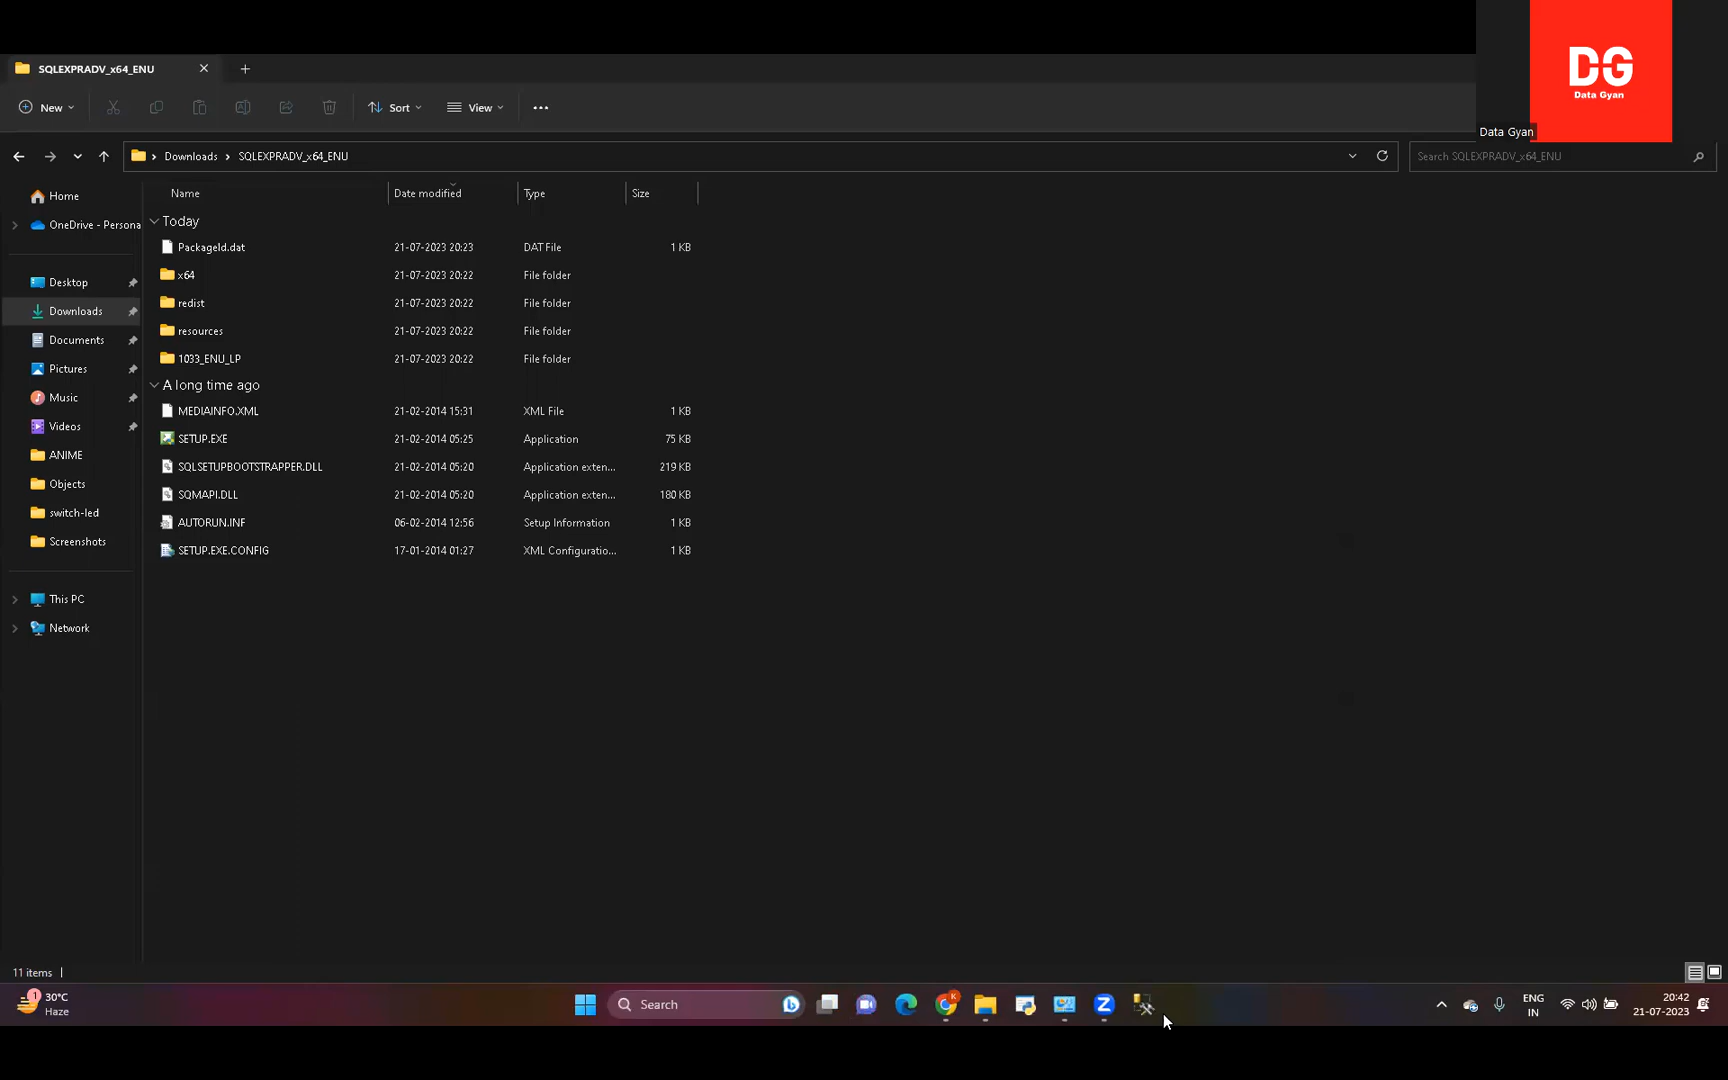 SQLEXPRADV_x64_ENU
DG
Data Gyan
New
Sort
View
Data Gyan
Downloads
SQLEXPRADV_x64_ENU
Search SQLEXPRADV_x64_ENU
Name Date modified Type Size
Home
Today
OneDrive - Persona
PackageId.dat 21-07-2023 20:23 DAT File 1 KB
x64 21-07-2023 20:22 File folder
Desktop
redist 21-07-2023 20:22 File folder
Downloads
resources 21-07-2023 20:22 File folder
Documents
1033_ENU_LP 21-07-2023 20:22 File folder
Pictures
A long time ago
Music
MEDIAINFO.XML 21-02-2014 15:31 XML File 1 KB
Videos
SETUP.EXE 21-02-2014 05:25 Application 75 KB
ANIME
SQLSETUPBOOTSTRAPPER.DLL 21-02-2014 05:20 Application exten... 219 KB
Objects
SQMAPI.DLL 21-02-2014 05:20 Application exten... 180 KB
switch-led
AUTORUN.INF 06-02-2014 12:56 Setup Information 1 KB
Screenshots
SETUP.EXE.CONFIG 17-01-2014 01:27 XML Configuratio... 1 KB
This PC
Network
11 items
1
30°C
Haze
Search
K
Z
ENG
IN
20:42
21-07-2023